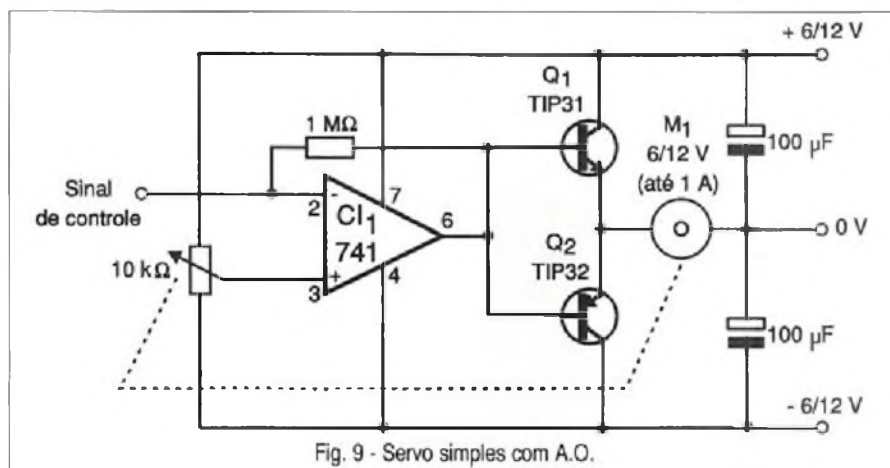 + 6/12 V
Q1
TIP31
1 MΩ
M1
6/12 V
(até 1 A)
100 µF
Sinal
de controle
-
2
7
CI1
741
6
0 V
10 kΩ
+
3
4
Q2
TIP32
100 µF
- 6/12 V
Fig. 9 - Servo simples com A.O.